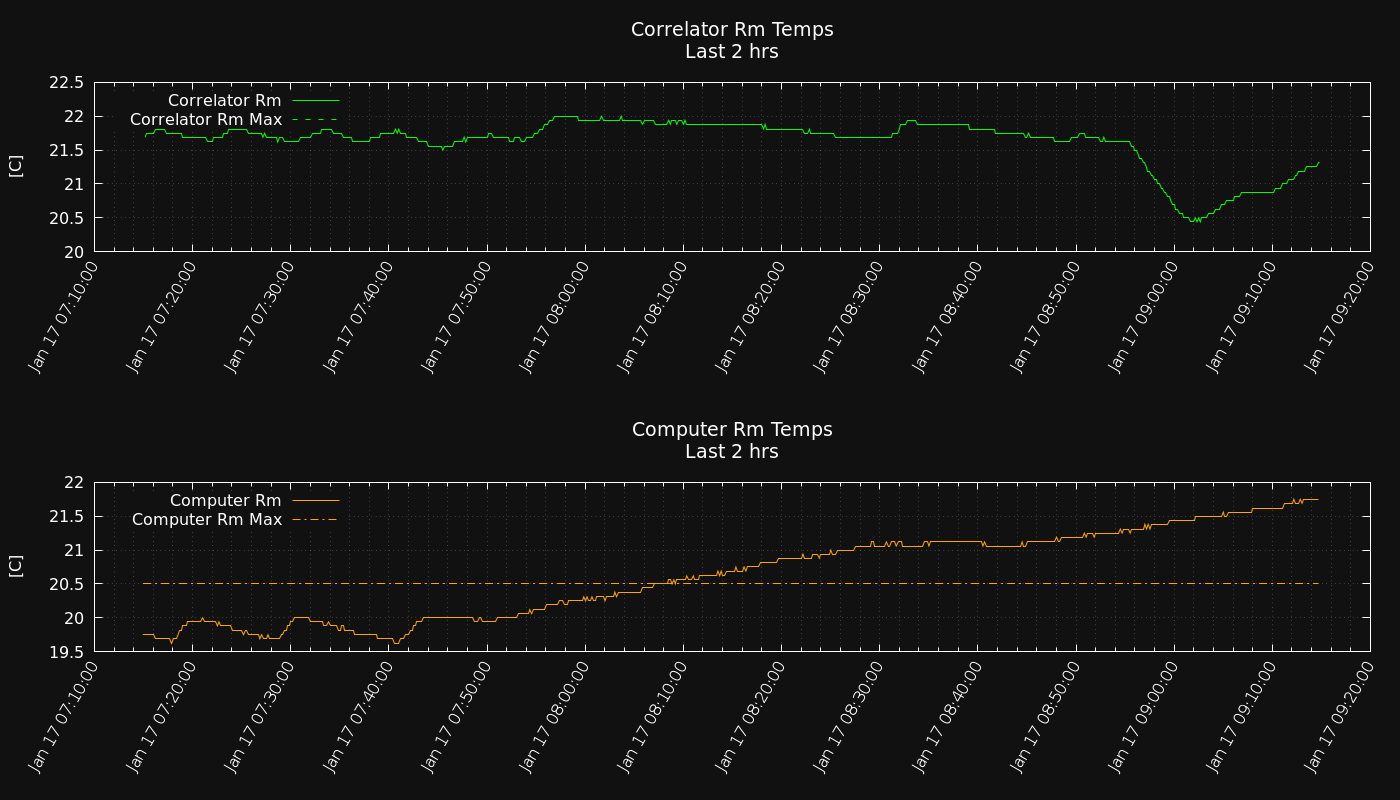 Correlator Rm Temps
Last 2 hrs
22.5
22
21.5
21
20.5
20
[C]
Correlator Rm
Correlator Rm Max
Jan 17 07:10:00
Jan 17 07:20:00
Jan 17 07:30:00
Jan 17 07:40:00
Jan 17 07:50:00
Jan 17 08:00:00
Jan 17 08:10:00
Jan 17 08:20:00
Jan 17 08:30:00
Jan 17 08:40:00
Jan 17 08:50:00
Jan 17 09:00:00
Jan 17 09:10:00
Jan 17 09:20:00
Computer Rm Temps
Last 2 hrs
22
21.5
21
20.5
20
19.5
[C]
Computer Rm
Computer Rm Max
Jan 17 07:10:00
Jan 17 07:20:00
Jan 17 07:30:00
Jan 17 07:40:00
Jan 17 07:50:00
Jan 17 08:00:00
Jan 17 08:10:00
Jan 17 08:20:00
Jan 17 08:30:00
Jan 17 08:40:00
Jan 17 08:50:00
Jan 17 09:00:00
Jan 17 09:10:00
Jan 17 09:20:00